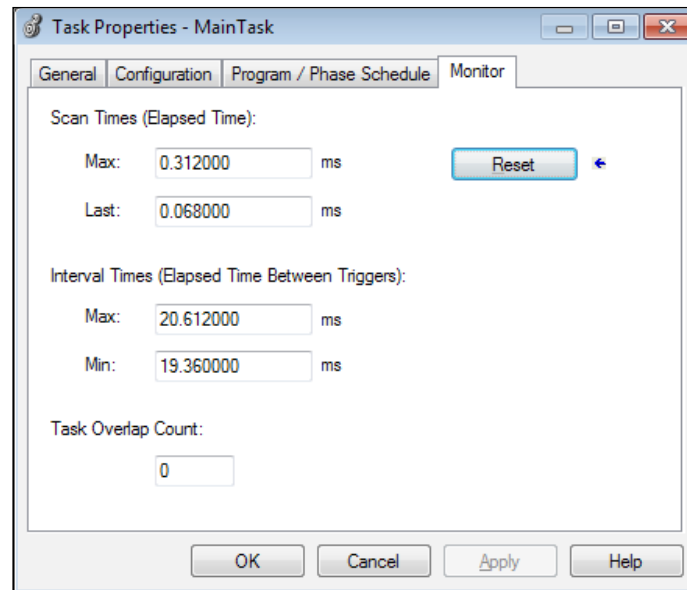 Task Properties - MainTask
General Configuration Program / Phase Schedule Monitor
Scan Times (Elapsed Time):
Max: 0.312000 ms Reset
Last: 0.068000 ms
Interval Times (Elapsed Time Between Triggers):
Max: 20.612000 ms
Min: 19.360000 ms
Task Overlap Count:
0
OK Cancel Apply Help